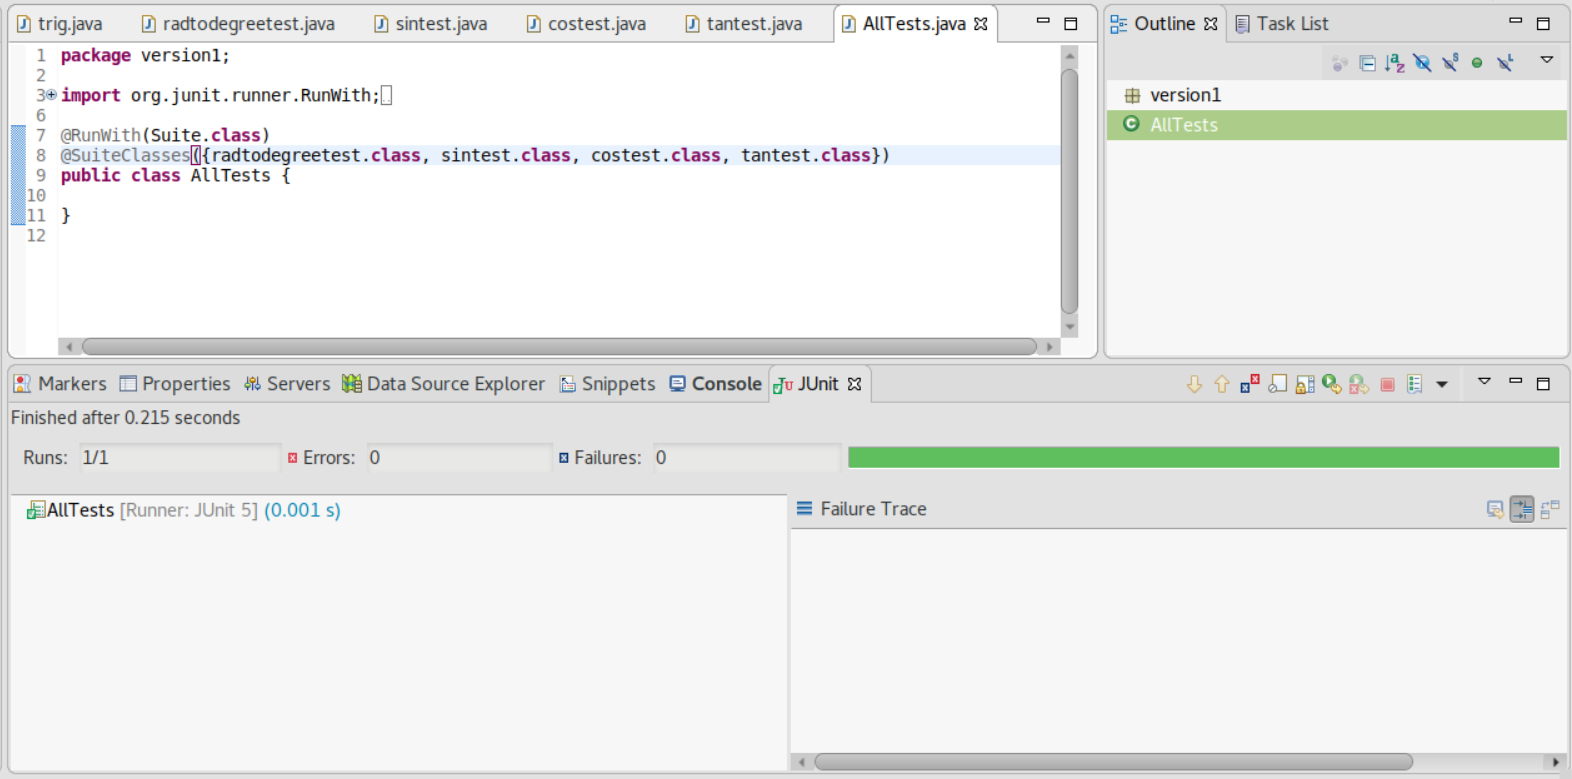 trig.java radtodegreetest.java sintest.java costest.java tantest.java AllTests.java
Outline Task List
1 package version1;
2
3 import org.junit.runner.RunWith;
6
7 @RunWith(Suite.class)
8 @SuiteClasses({radtodegreetest.class, sintest.class, costest.class, tantest.class})
9 public class AllTests {
10
11 }
12
version1
AllTests
Markers Properties Servers Data Source Explorer Snippets Console JUnit
Finished after 0.215 seconds
Runs: 1/1 Errors: 0 Failures: 0
AllTests [Runner: JUnit 5] (0.001 s)
Failure Trace